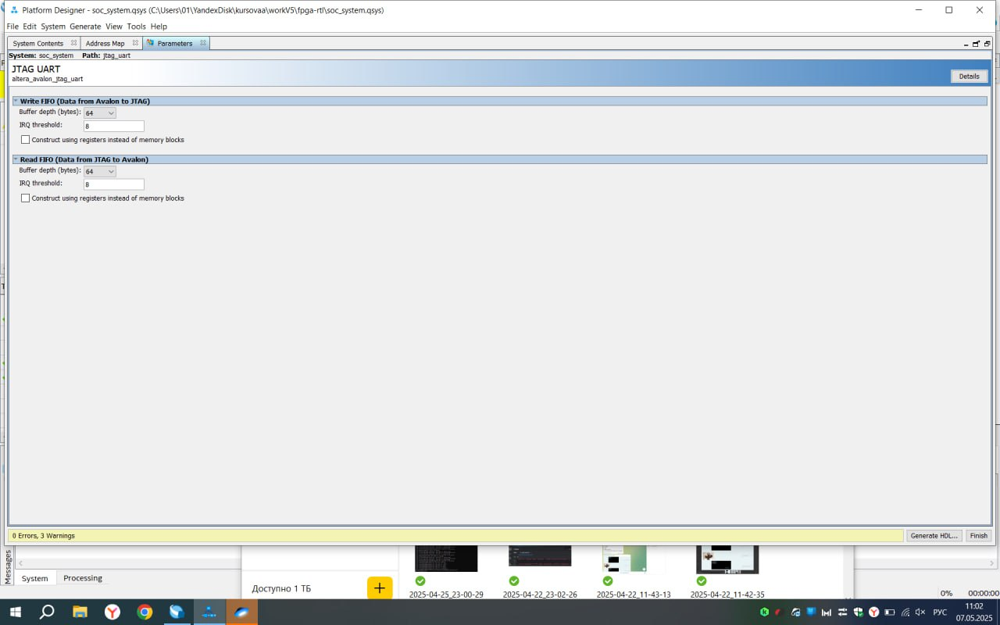 Platform Designer - soc_system.qsys (C:\Users\01\YandexDisk\kursovaa\workV5\fpga-rtl\soc_system.qsys)
File Edit System Generate View Tools Help
System Contents Address Map Parameters
System: soc_system Path: jtag_uart
JTAG UART
altera_avalon_jtag_uart
Details
Write FIFO (Data from Avalon to JTAG)
Buffer depth (bytes): 64
IRQ threshold: 8
Construct using registers instead of memory blocks
Read FIFO (Data from JTAG to Avalon)
Buffer depth (bytes): 64
IRQ threshold: 8
Construct using registers instead of memory blocks
0 Errors, 3 Warnings
Generate HDL... Finish
Messages
System Processing
Доступно 1 ТБ
2025-04-25_23-00-29 2025-04-22_23-02-26 2025-04-22_11-43-13 2025-04-22_11-42-35
0% 00:00:00
РУС
11:02
07.05.2025